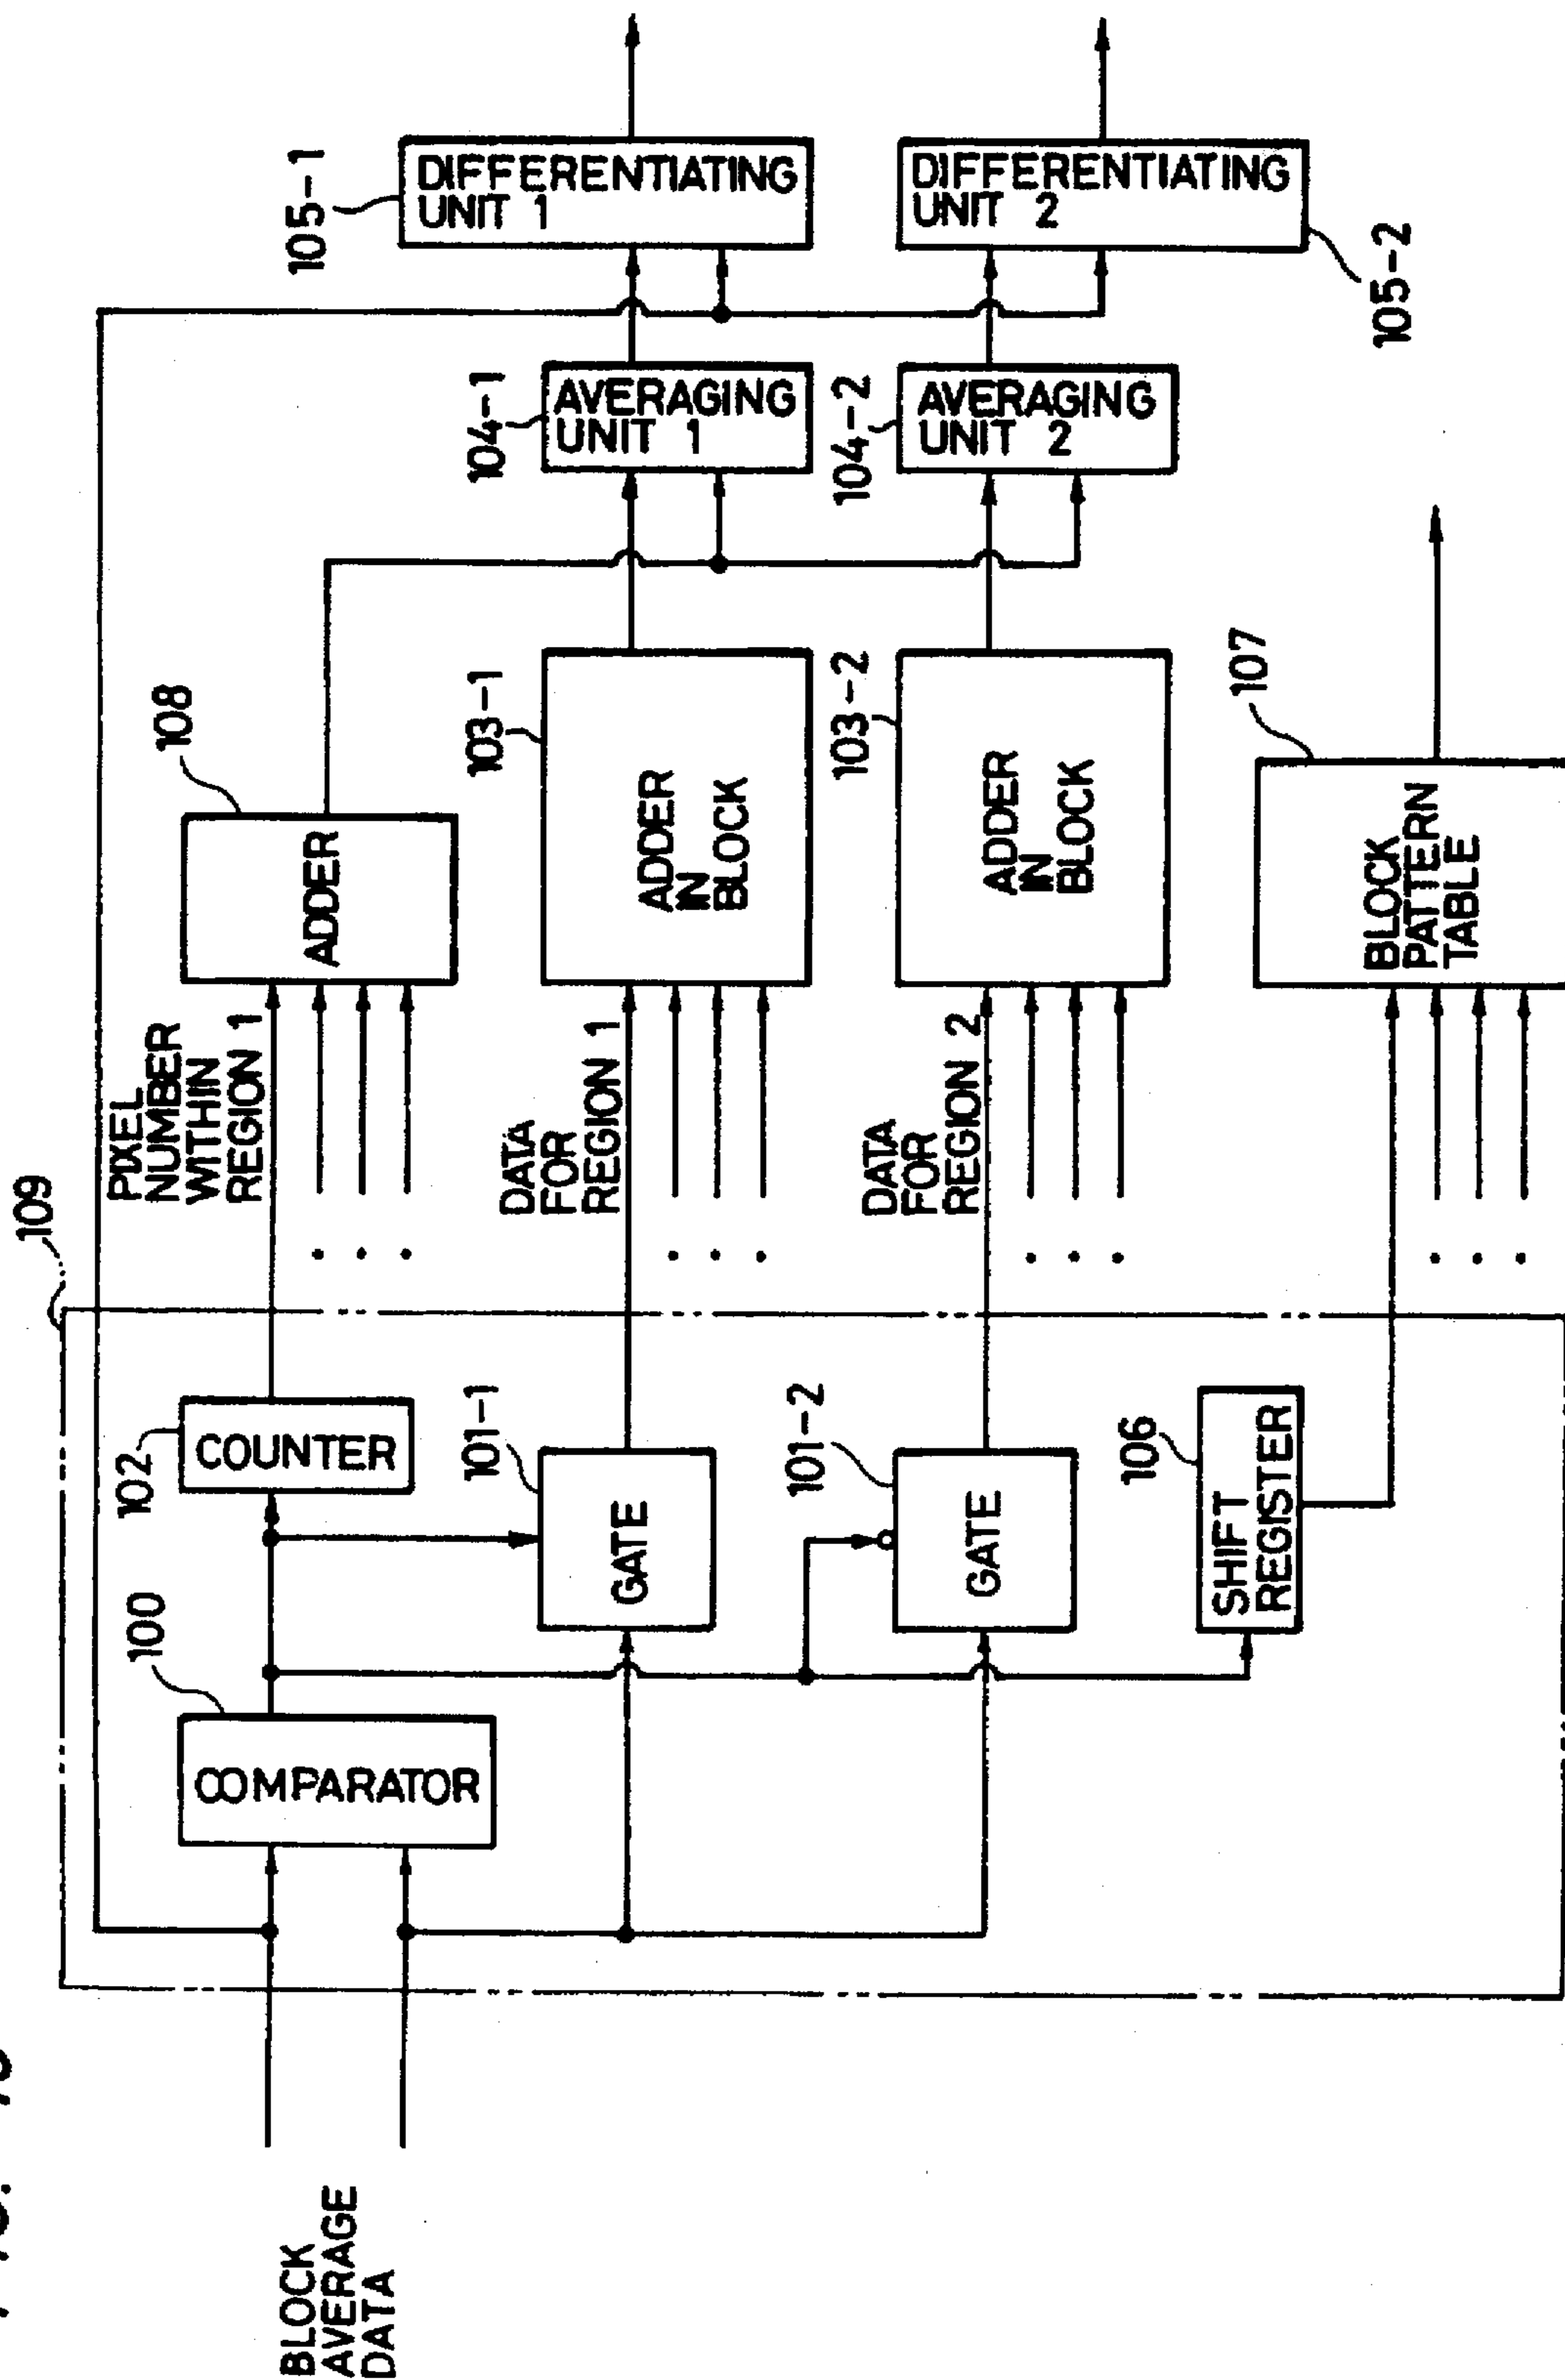 BLOCK
AVERAGE
DATA
109
100
COMPARATOR
102
COUNTER
101-1
GATE
101-2
GATE
106
SHIFT
REGISTER
PIXEL
NUMBER
WITHIN
REGION 1
DATA
FOR
REGION 1
DATA
FOR
REGION 2
108
ADDER
103-1
ADDER
IN
BLOCK
103-2
ADDER
IN
BLOCK
107
BLOCK
PATTERN
TABLE
104-1
AVERAGING
UNIT 1
104-2
AVERAGING
UNIT 2
105-1
DIFFERENTIATING
UNIT 1
105-2
DIFFERENTIATING
UNIT 2